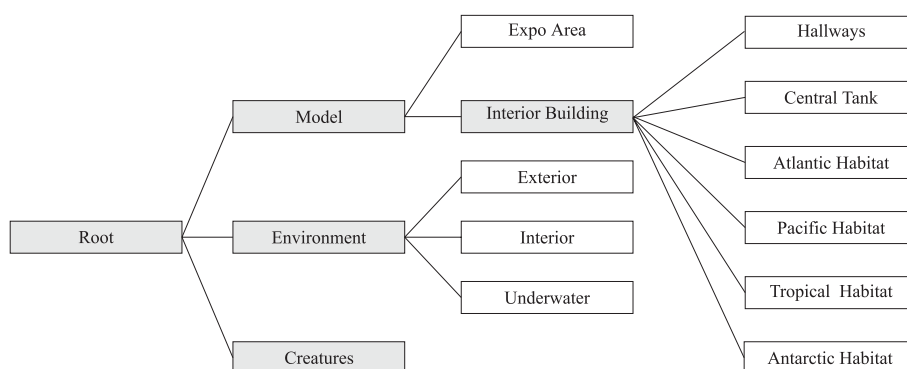 Root
Model
Environment
Creatures
Expo Area
Interior Building
Exterior
Interior
Underwater
Hallways
Central Tank
Atlantic Habitat
Pacific Habitat
Tropical Habitat
Antarctic Habitat